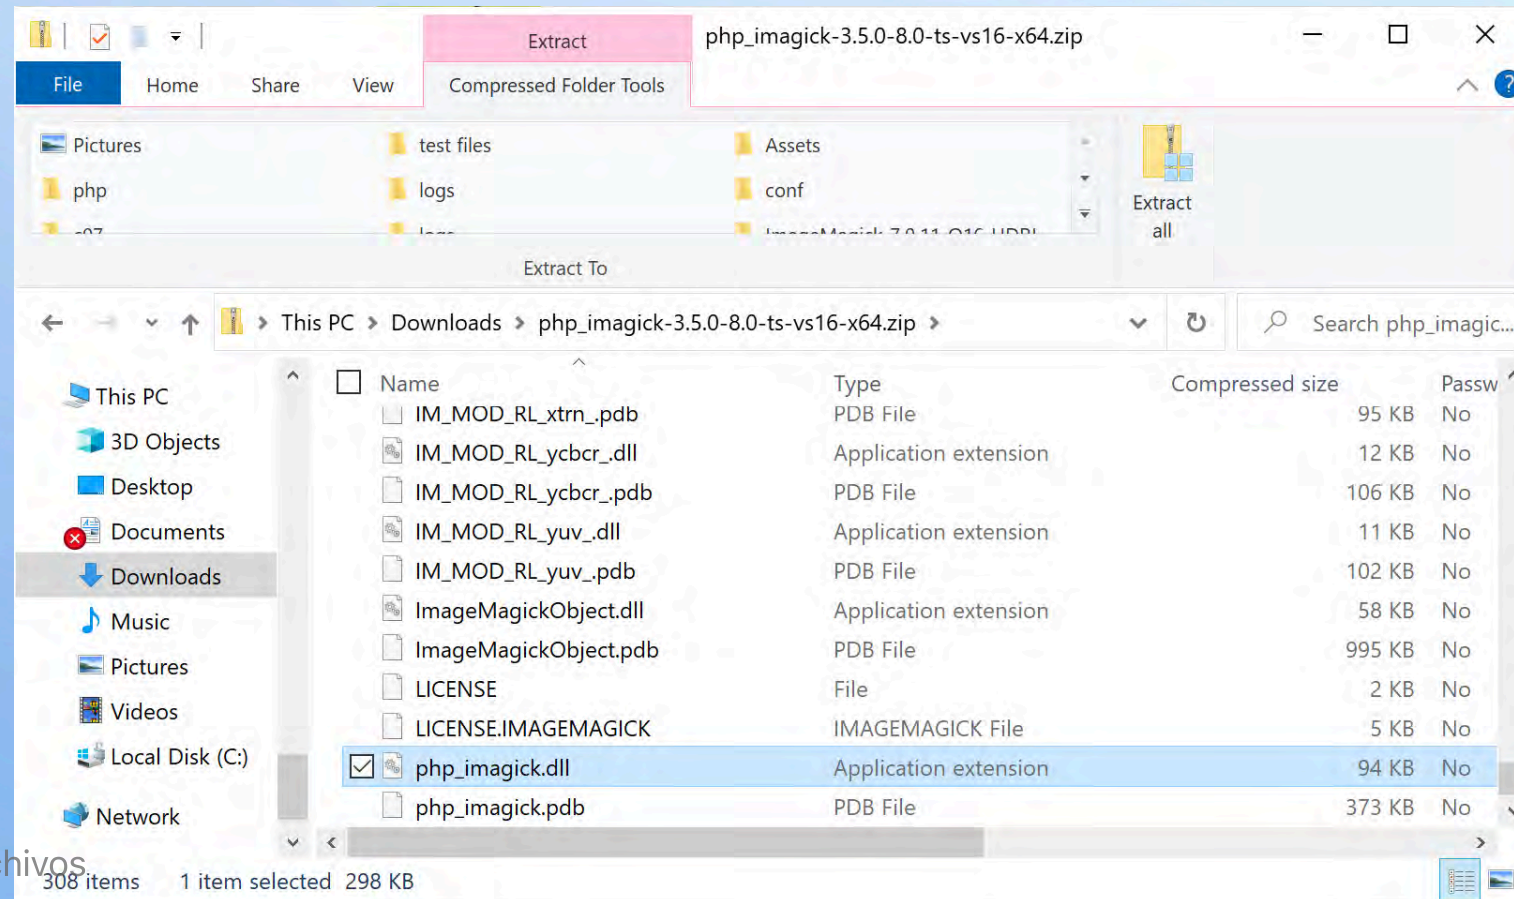 Extract
php_imagick-3.5.0-8.0-ts-vs16-x64.zip
File Home Share View Compressed Folder Tools
?
Pictures test files Assets
php logs conf
Extract all
Extract To
This PC Downloads php_imagick-3.5.0-8.0-ts-vs16-x64.zip
Search php_imagic...
This PC
3D Objects
Desktop
Documents
Downloads
Music
Pictures
Videos
Local Disk (C:)
Network
Name Type Compressed size Passw
IM_MOD_RL_xtrn_.pdb PDB File 95 KB No
IM_MOD_RL_ycbcr_.dll Application extension 12 KB No
IM_MOD_RL_ycbcr_.pdb PDB File 106 KB No
IM_MOD_RL_yuv_.dll Application extension 11 KB No
IM_MOD_RL_yuv_.pdb PDB File 102 KB No
ImageMagickObject.dll Application extension 58 KB No
ImageMagickObject.pdb PDB File 995 KB No
LICENSE File 2 KB No
LICENSE.IMAGEMAGICK IMAGEMAGICK File 5 KB No
php_imagick.dll Application extension 94 KB No
php_imagick.pdb PDB File 373 KB No
hivos
308 items 1 item selected 298 KB